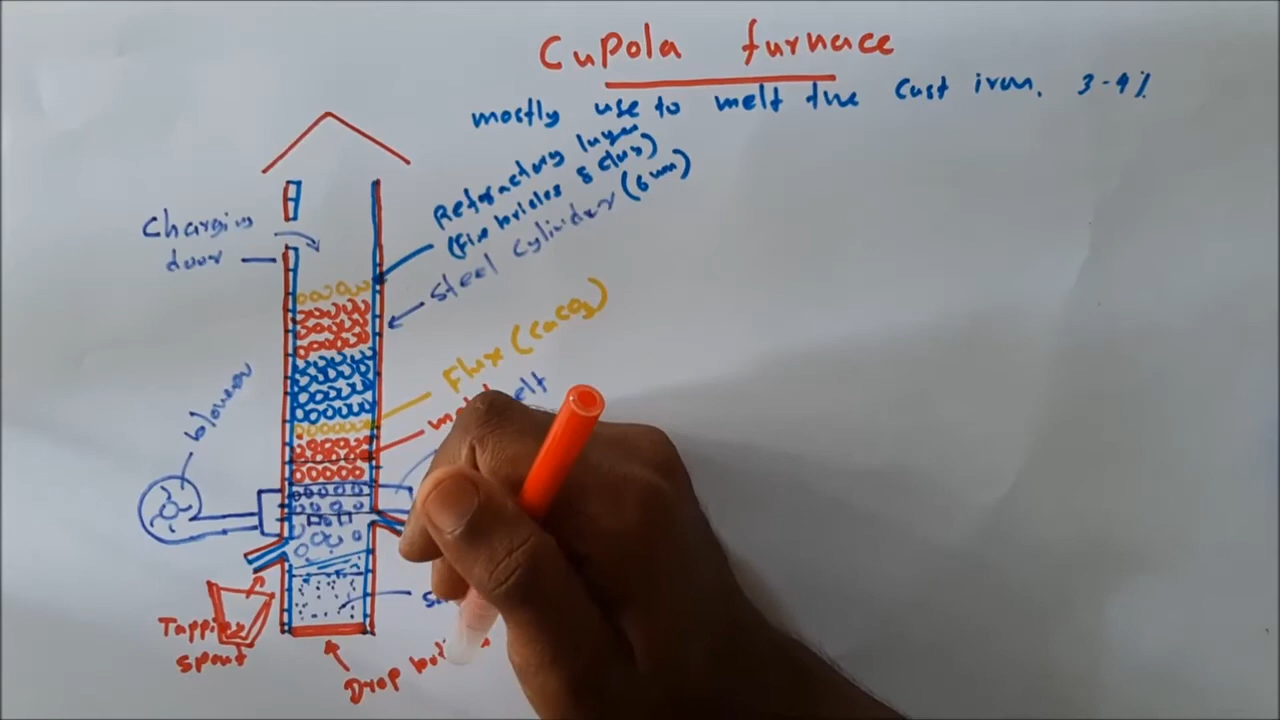 Cupola furnace
mostly use to melt the cast iron. 3-4%
Refractory layer
(Fire bricks & clay)
Steel cylinder (6mm)
Charging
door
Flux (CaCO3)
blower
Tapping
spout
Drop